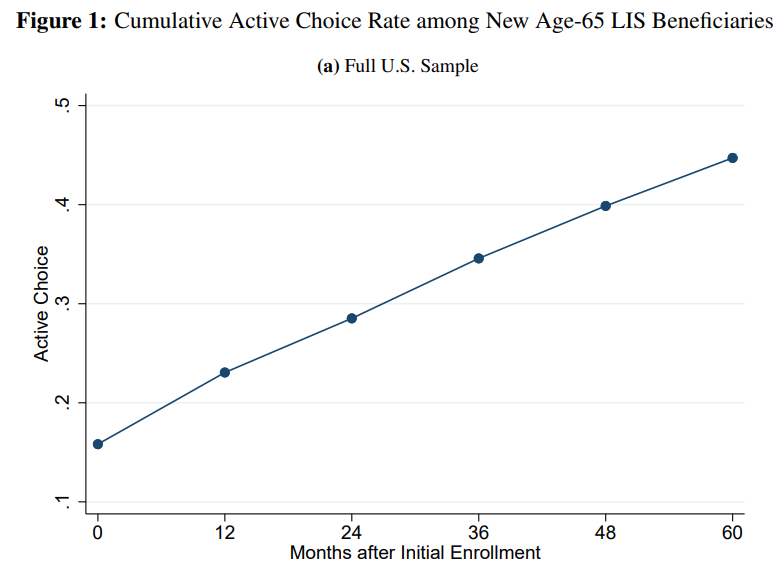 Figure 1: Cumulative Active Choice Rate among New Age-65 LIS Beneficiaries
(a) Full U.S. Sample
.5
.4
.3
.2
.1
Active Choice
0 12 24 36 48 60
Months after Initial Enrollment